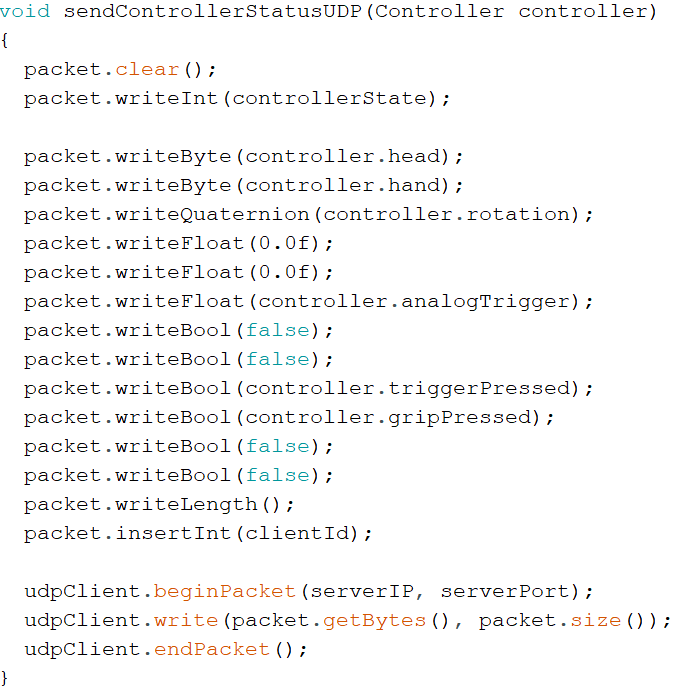 void sendControllerStatusUDP(Controller controller)
{
  packet.clear();
  packet.writeInt(controllerState);

  packet.writeByte(controller.head);
  packet.writeByte(controller.hand);
  packet.writeQuaternion(controller.rotation);
  packet.writeFloat(0.0f);
  packet.writeFloat(0.0f);
  packet.writeFloat(controller.analogTrigger);
  packet.writeBool(false);
  packet.writeBool(false);
  packet.writeBool(controller.triggerPressed);
  packet.writeBool(controller.gripPressed);
  packet.writeBool(false);
  packet.writeBool(false);
  packet.writeLength();
  packet.insertInt(clientId);

  udpClient.beginPacket(serverIP, serverPort);
  udpClient.write(packet.getBytes(), packet.size());
  udpClient.endPacket();
}